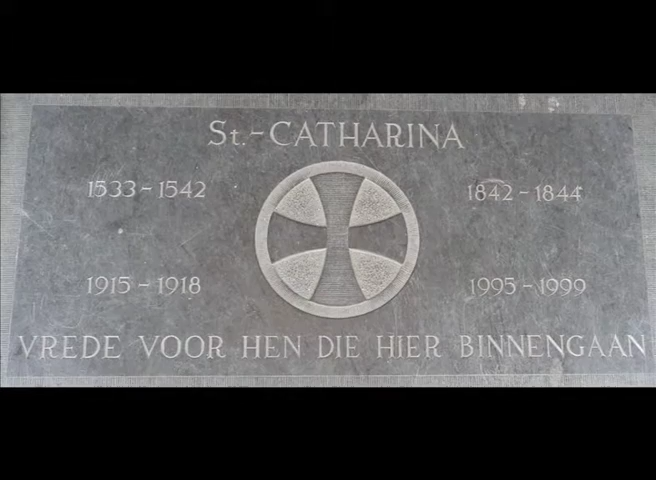 St.-CATHARINA
1533-1542 1842-1844
1915-1918 1995-1999
VREDE VOOR HEN DIE HIER BINNENGAAN